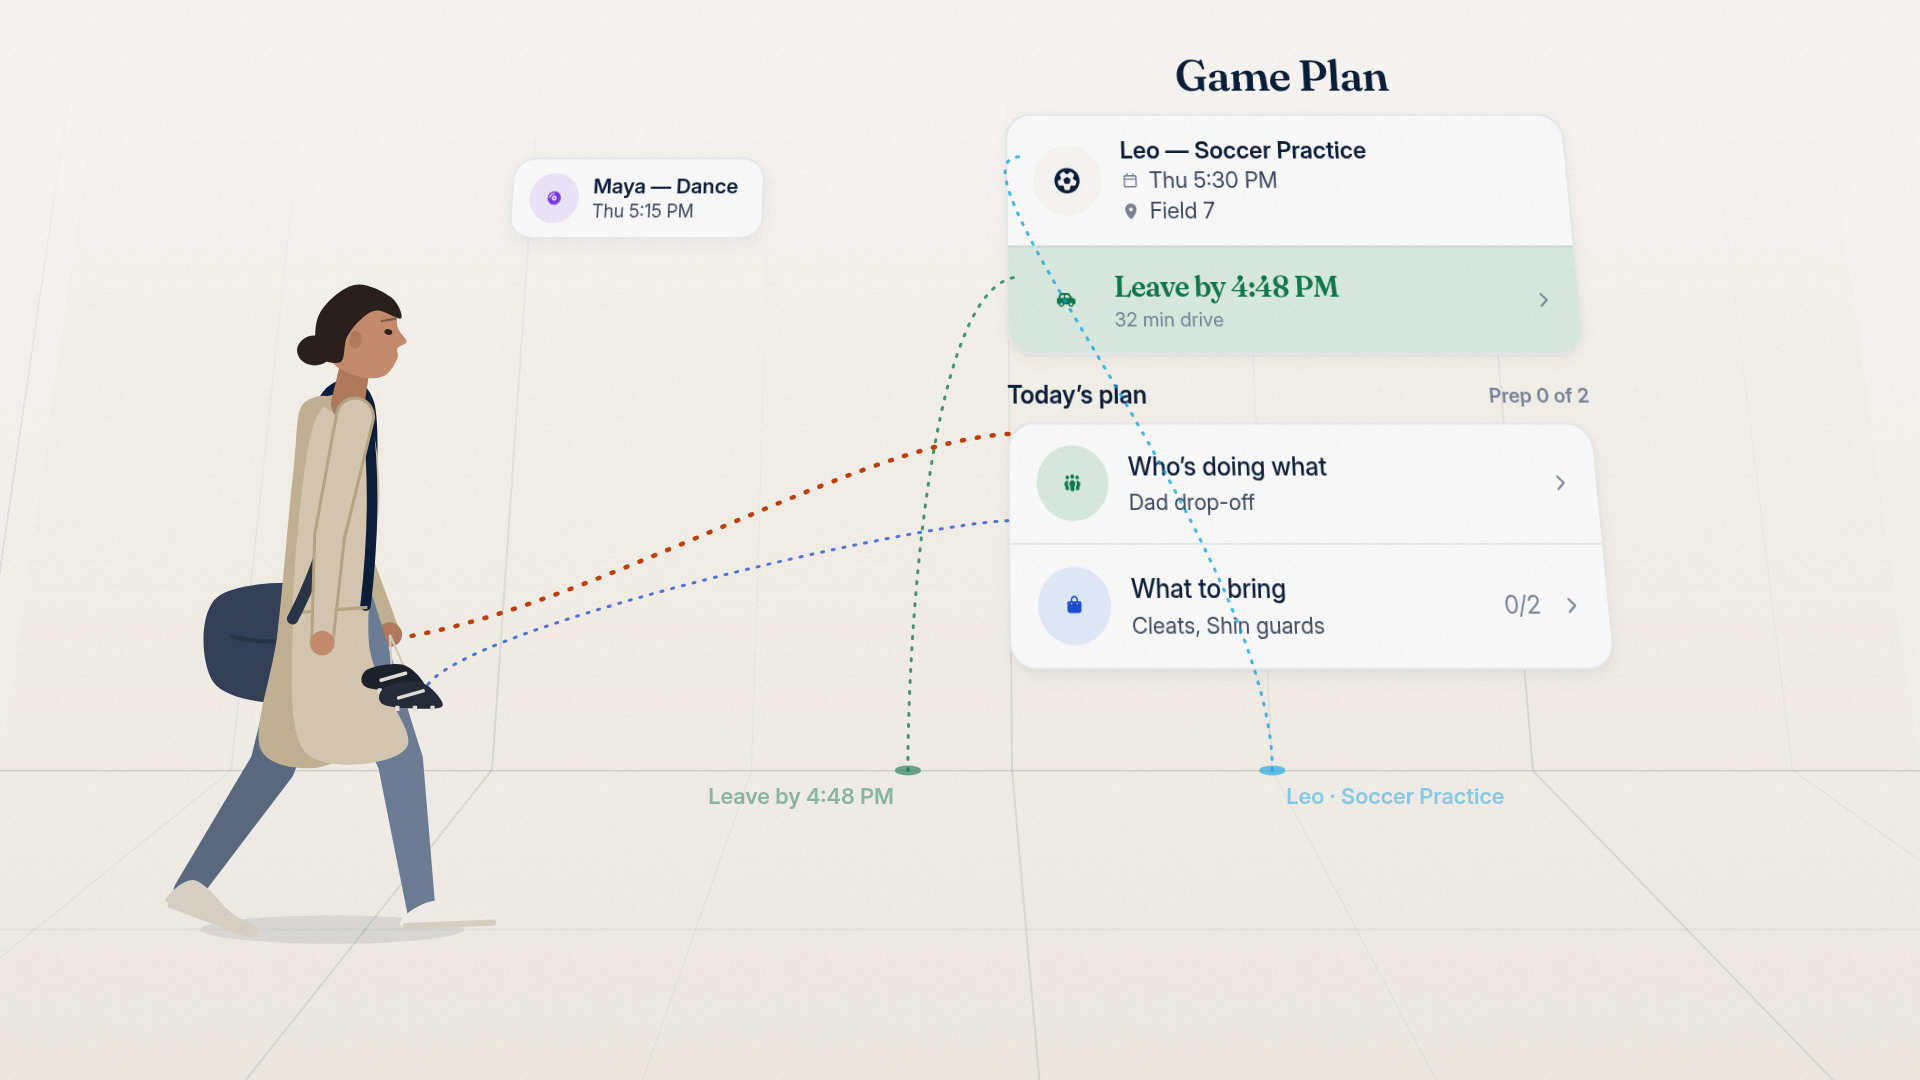 Game Plan
Maya — Dance
Thu 5:15 PM
Leo — Soccer Practice
Thu 5:30 PM
Field 7
Leave by 4:48 PM
32 min drive
Today's plan
Prep 0 of 2
Who's doing what
Dad drop-off
What to bring
Cleats, Shin guards
0/2
Leave by 4:48 PM
Leo · Soccer Practice